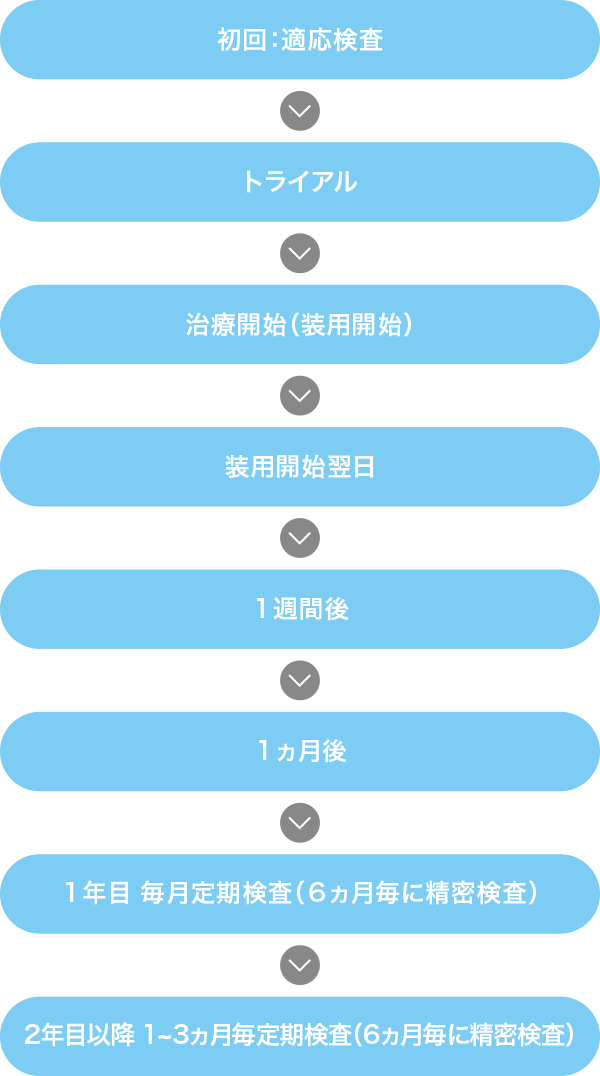 初回：適応検査
トライアル
治療開始（装用開始）
装用開始翌日
1週間後
1ヵ月後
1年目 毎月定期検査（6ヵ月毎に精密検査）
2年目以降 1~3ヵ月毎定期検査（6ヵ月毎に精密検査）